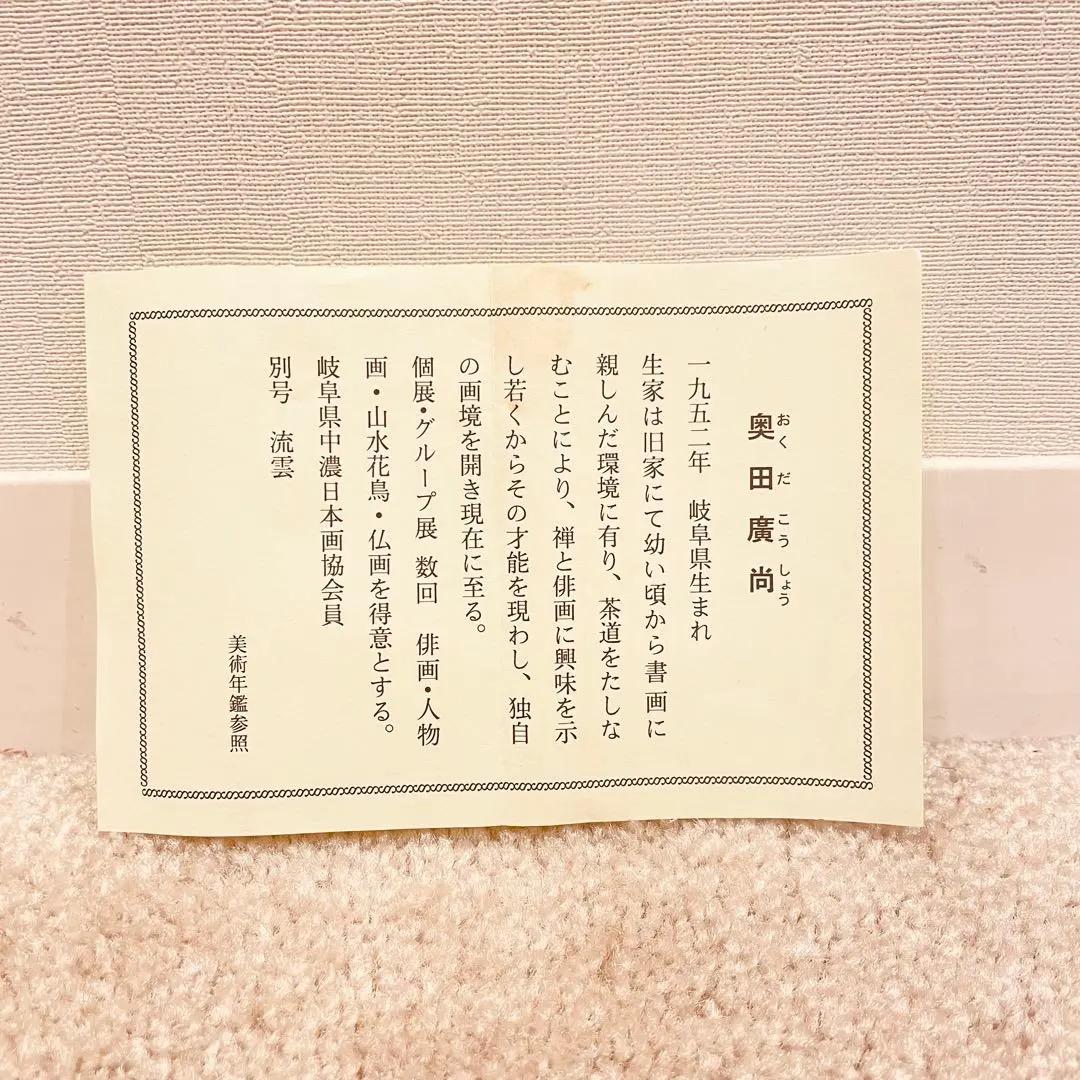 奥田廣尚
おくだこうしょう
一九五二年　岐阜県生まれ
生家は旧家にて幼い頃から書画に
親しんだ環境に有り、茶道をたしな
むことにより、禅と俳画に興味を示
し若くからその才能を現わし、独自
の画境を開き現在に至る。
個展・グループ展 数回　俳画・人物
画・山水花鳥・仏画を得意とする。
岐阜県中濃日本画協会会員
別号　流雲
美術年鑑参照